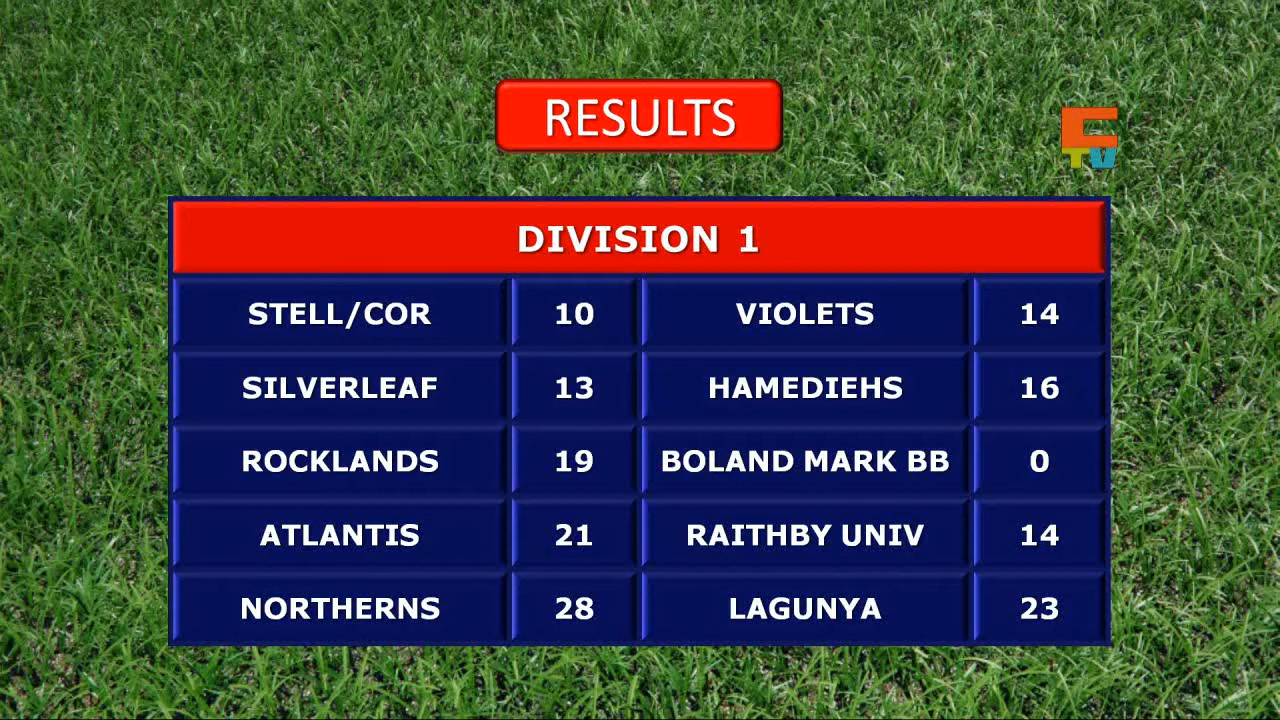 RESULTS
CTV
DIVISION 1
STELL/COR 10 VIOLETS 14
SILVERLEAF 13 HAMEDIEHS 16
ROCKLANDS 19 BOLAND MARK BB 0
ATLANTIS 21 RAITHBY UNIV 14
NORTHERNS 28 LAGUNYA 23